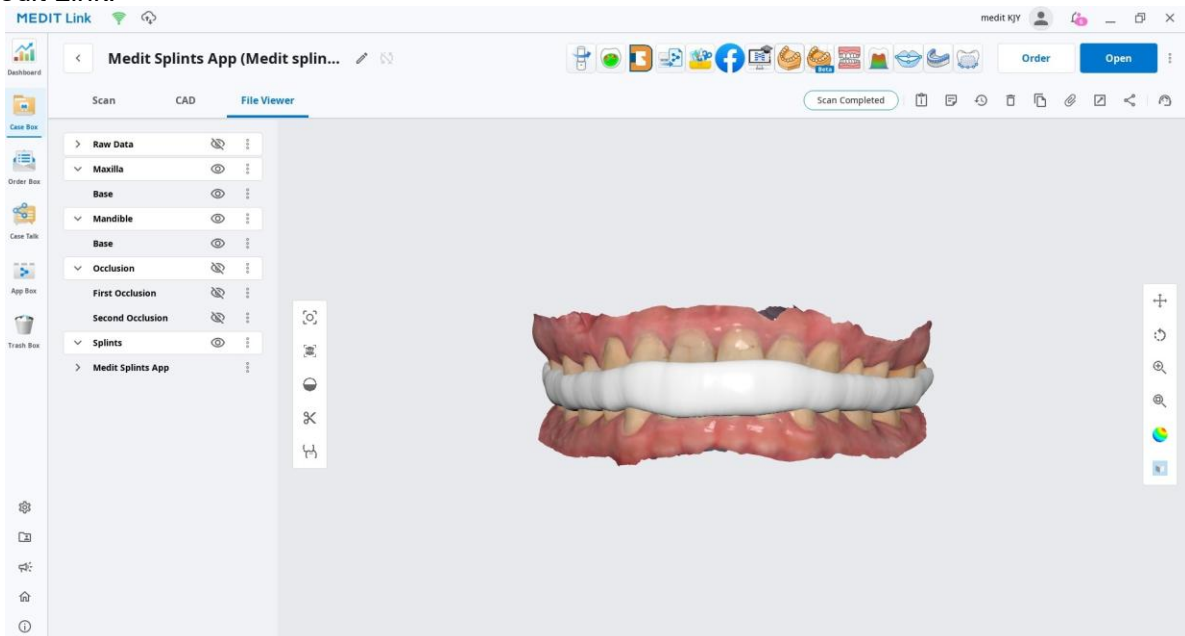 MEDIT Link
medit KJY
Dashboard
Medit Splints App (Medit splin...
Beta
Order
Open
Scan
CAD
File Viewer
Scan Completed
Case Box
Order Box
Case Talk
App Box
Trash Box
Raw Data
Maxilla
Base
Mandible
Base
Occlusion
First Occlusion
Second Occlusion
Splints
Medit Splints App